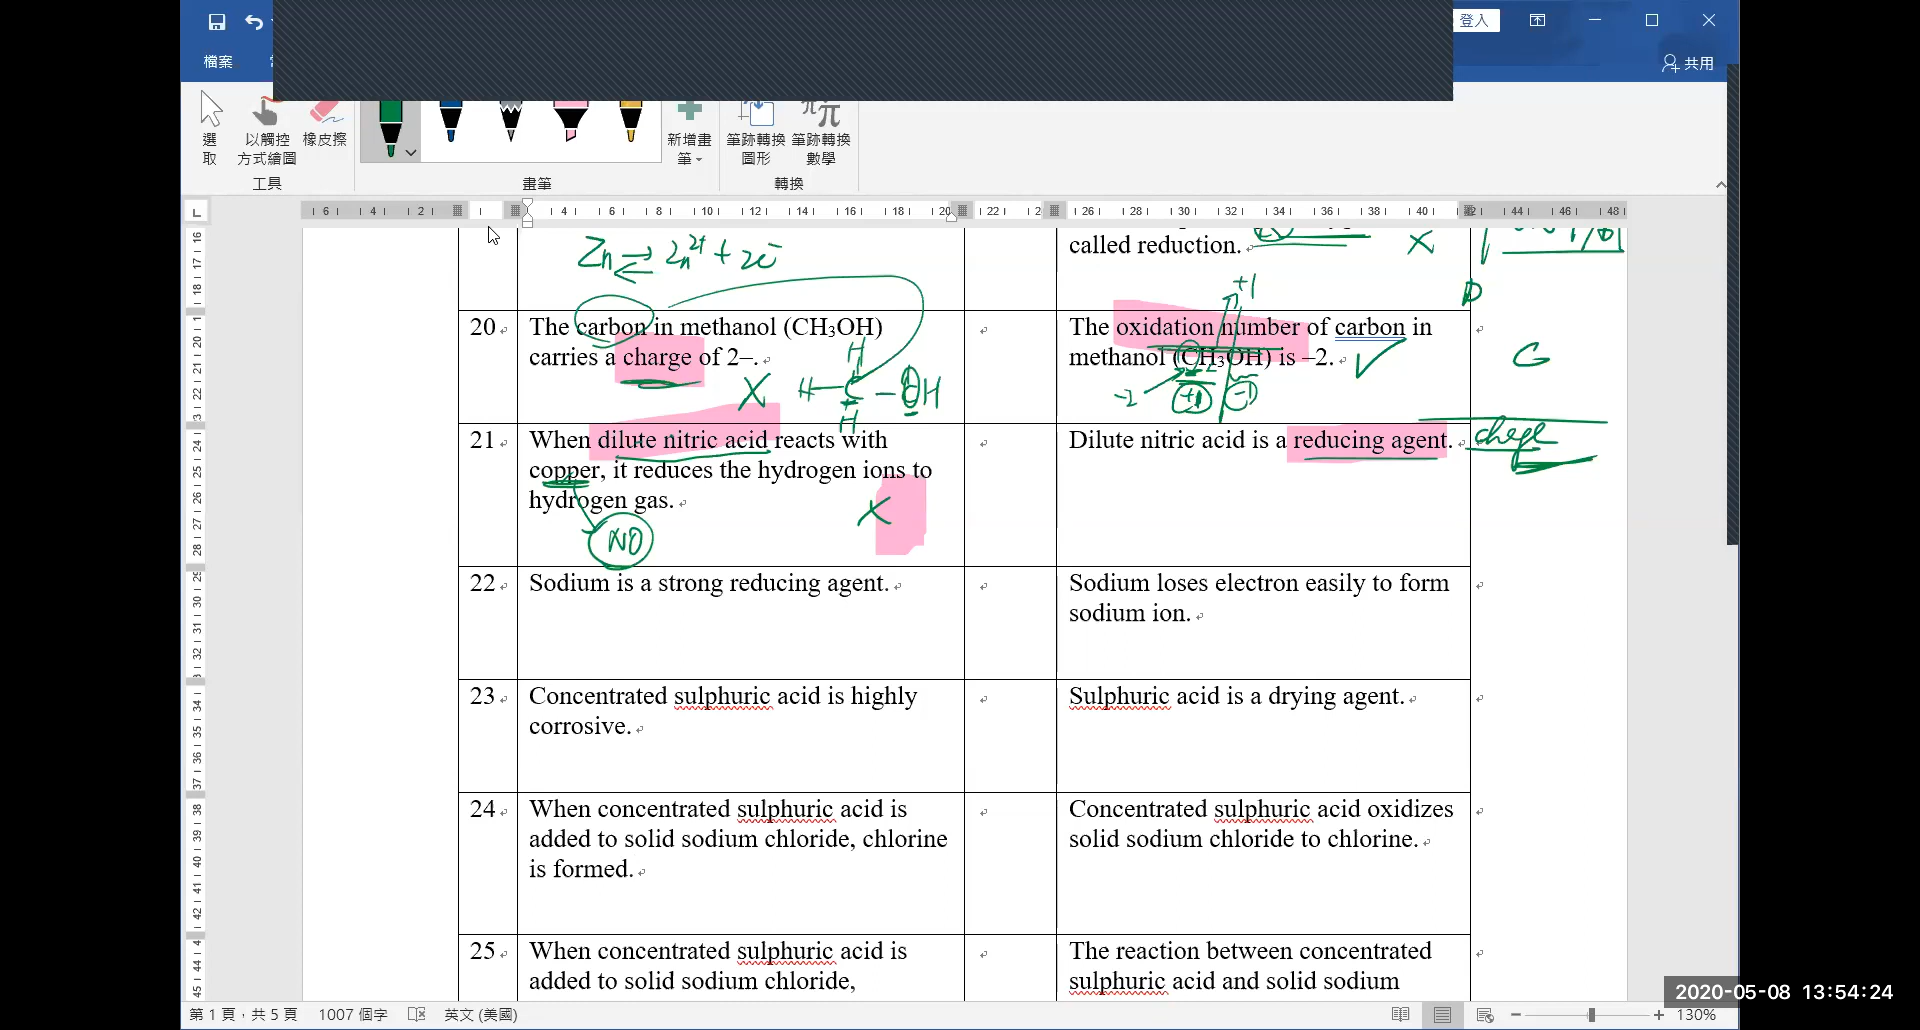 登入
檔案
共用
選取
以觸控方式繪圖
橡皮擦
新增畫筆
筆跡轉換圖形
筆跡轉換數學
工具
畫筆
轉換
Zn ⇌ Zn²⁺ + 2e⁻
called reduction.
X
D
20
The carbon in methanol (CH₃OH)
carries a charge of 2–.
X
H
H–C–OH
H
+1
The oxidation number of carbon in
methanol (CH₃OH) is –2.
✓
-2
+1
-1
C
21
When dilute nitric acid reacts with
copper, it reduces the hydrogen ions to
hydrogen gas.
X
NO
Dilute nitric acid is a reducing agent.
22
Sodium is a strong reducing agent.
Sodium loses electron easily to form
sodium ion.
23
Concentrated sulphuric acid is highly
corrosive.
Sulphuric acid is a drying agent.
24
When concentrated sulphuric acid is
added to solid sodium chloride, chlorine
is formed.
Concentrated sulphuric acid oxidizes
solid sodium chloride to chlorine.
25
When concentrated sulphuric acid is
added to solid sodium chloride,
The reaction between concentrated
sulphuric acid and solid sodium
第 1 頁，共 5 頁
1007 個字
英文 (美國)
130%
2020-05-08 13:54:24